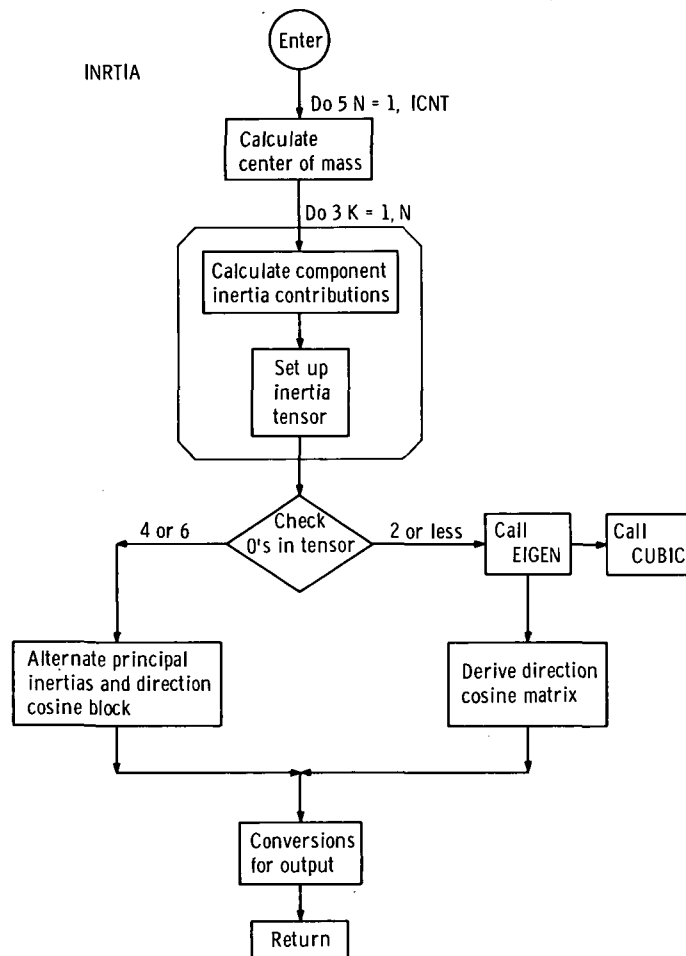 Enter
INRTIA
Do 5 N = 1, ICNT
Calculate
center of mass
Do 3 K = 1, N
Calculate component
inertia contributions
Set up
inertia
tensor
Check
0's in tensor
4 or 6
2 or less
Call
EIGEN
Call
CUBIC
Alternate principal
inertias and direction
cosine block
Derive direction
cosine matrix
Conversions
for output
Return